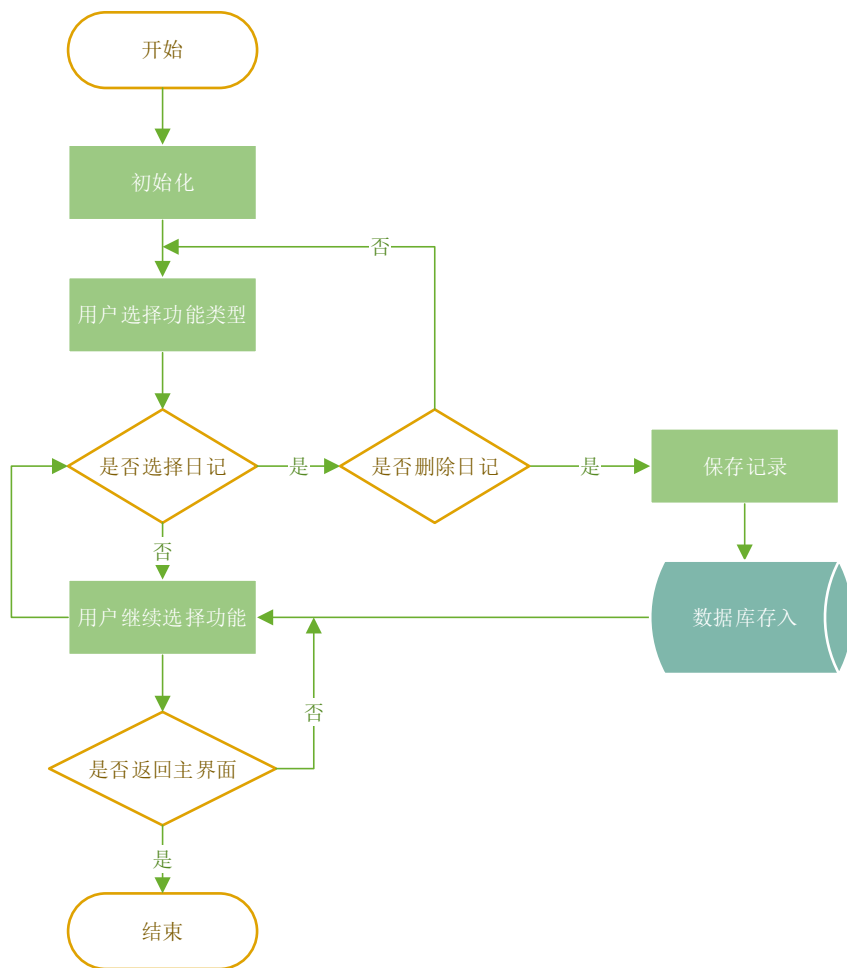 开始
初始化
否
用户选择功能类型
是否选择日记
是
是否删除日记
是
保存记录
否
用户继续选择功能
数据库存入
否
是否返回主界面
是
结束